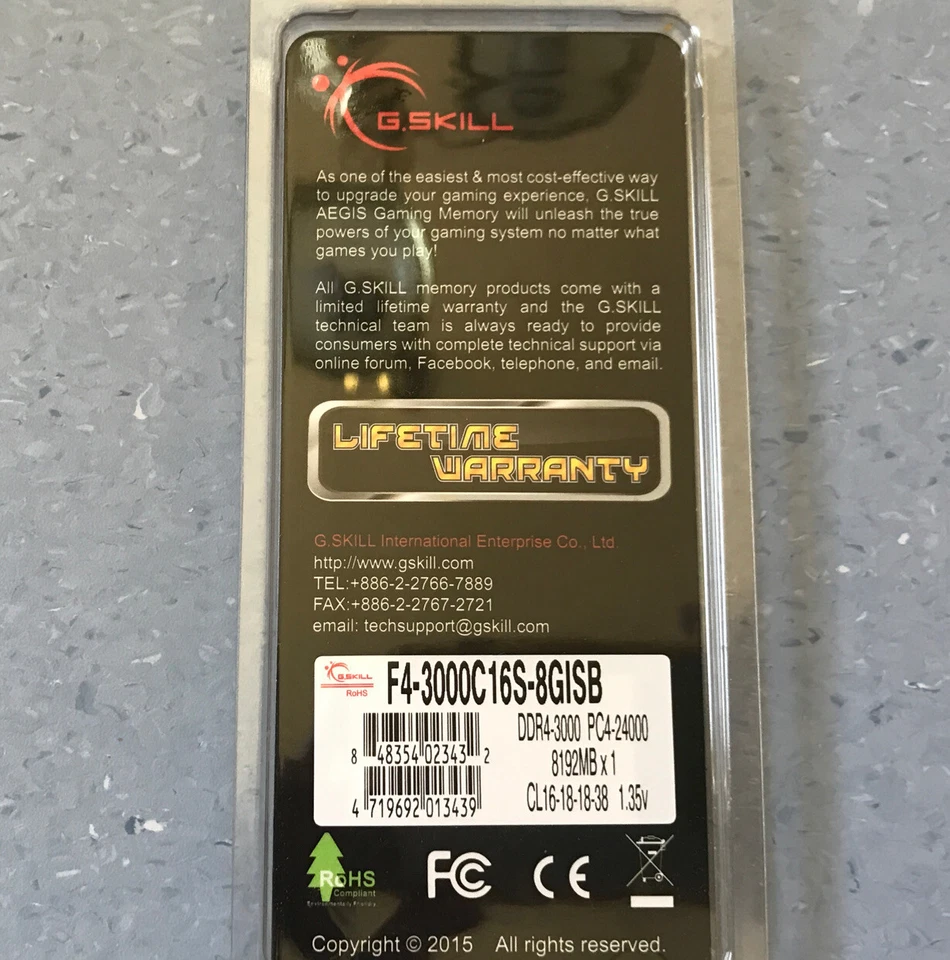 G.SKILL
As one of the easiest & most cost-effective way
to upgrade your gaming experience, G.SKILL
AEGIS Gaming Memory will unleash the true
powers of your gaming system no matter what
games you play!
All G.SKILL memory products come with a
limited lifetime warranty and the G.SKILL
technical team is always ready to provide
consumers with complete technical support via
online forum, Facebook, telephone, and email.
LIFETIME
WARRANTY
G.SKILL International Enterprise Co., Ltd.
http://www.gskill.com
TEL:+886-2-2766-7889
FAX:+886-2-2767-2721
email: techsupport@gskill.com
G.SKILL
RoHS
F4-3000C16S-8GISB
DDR4-3000 PC4-24000
8 48354 02343 2
8192MB x 1
4 719692 013439
CL16-18-18-38 1.35v
RoHS
Compliant
Environmentally Friendly
FC CE
Copyright © 2015 All rights reserved.